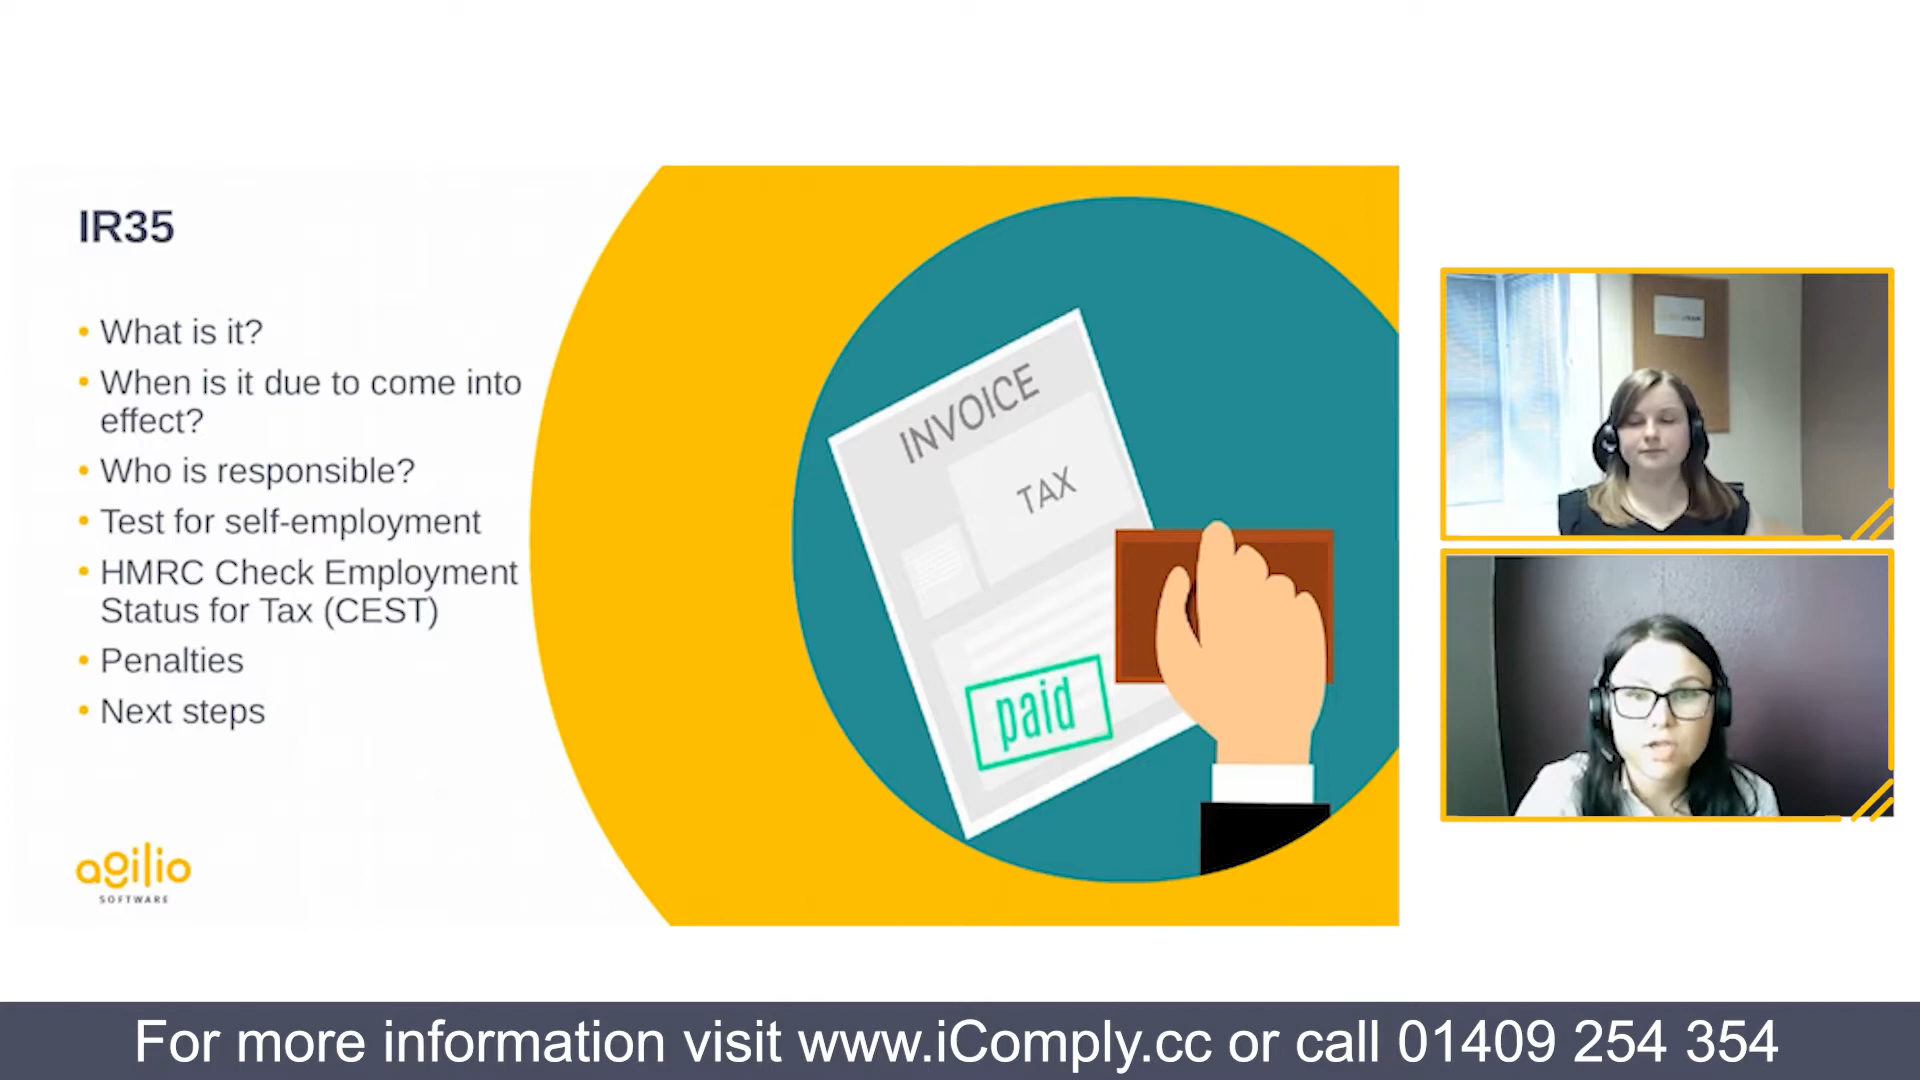 IR35
• What is it?
• When is it due to come into
effect?
• Who is responsible?
• Test for self-employment
• HMRC Check Employment
Status for Tax (CEST)
• Penalties
• Next steps
agilio
SOFTWARE
INVOICE
TAX
paid
For more information visit www.iComply.cc or call 01409 254 354